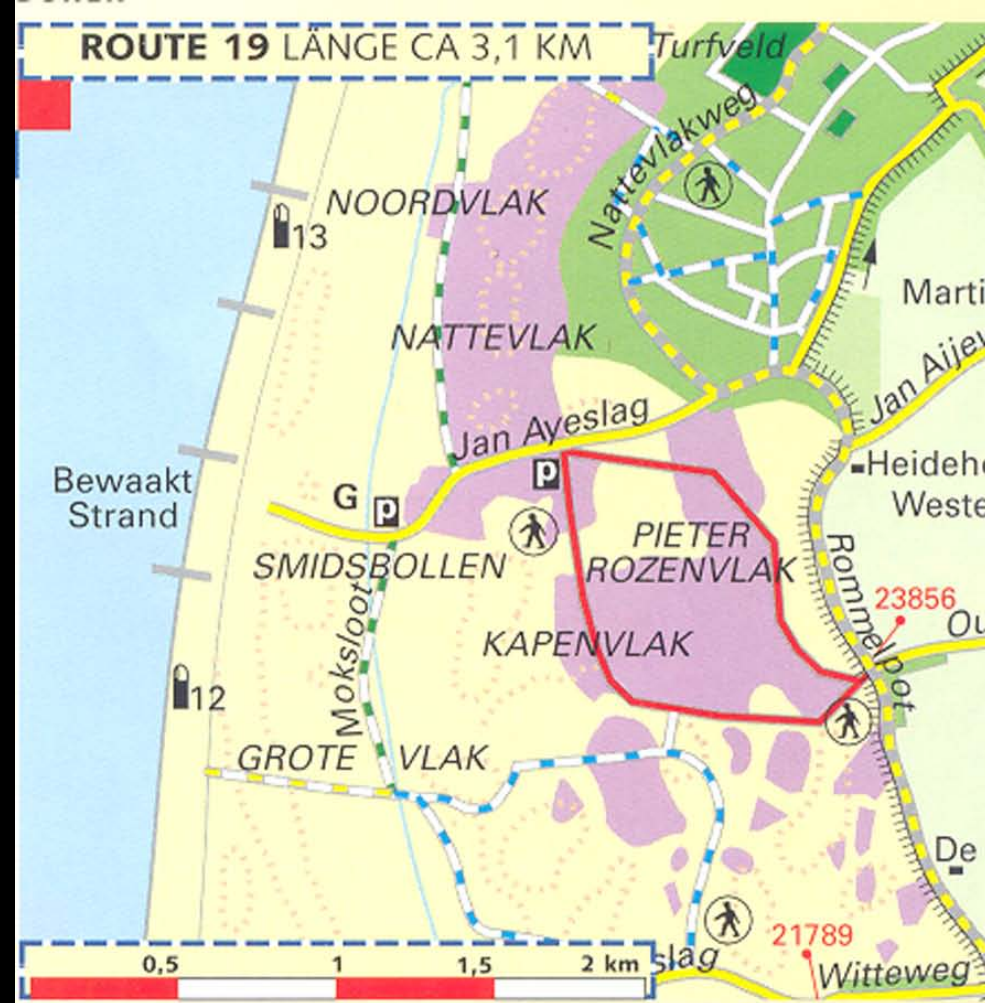 ROUTE 19 LÄNGE CA 3,1 KM
Turfveld
Nattevlakweg
NOORDVLAK
13
Marti
NATTEVLAK
Jan Aije
Jan Ayeslag
P
Heidehe
Weste
Bewaakt
Strand
G P
PIETER
ROZENVLAK
SMIDSBOLLEN
Rommelpot
23856
Ou
KAPENVLAK
Moksloot
12
GROTE VLAK
De
21789
slag
Witteweg
0,5 1 1,5 2 km